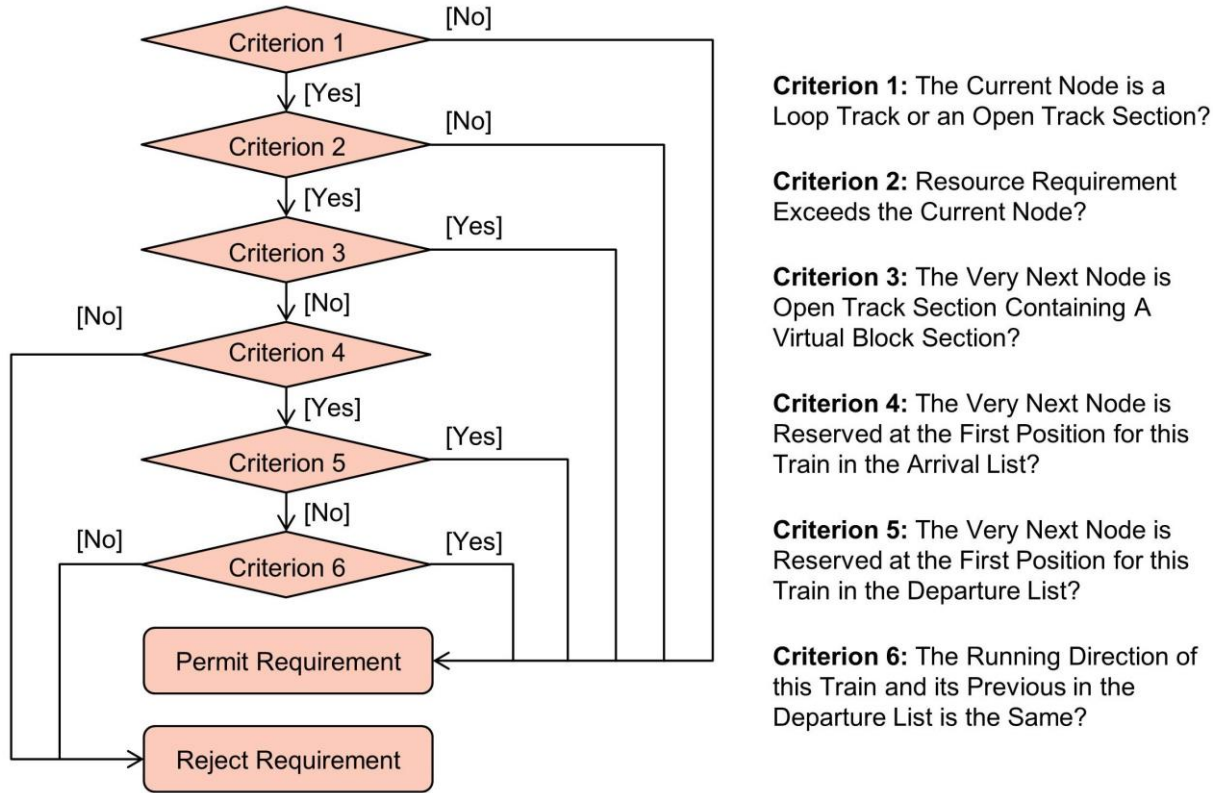 Criterion 1
[No]
[Yes]
Criterion 2
[No]
[Yes]
Criterion 3
[Yes]
[No]
[No]
Criterion 4
[Yes]
Criterion 5
[Yes]
[No]
[No]
Criterion 6
[Yes]
Permit Requirement
Reject Requirement
Criterion 1: The Current Node is a
Loop Track or an Open Track Section?
Criterion 2: Resource Requirement
Exceeds the Current Node?
Criterion 3: The Very Next Node is
Open Track Section Containing A
Virtual Block Section?
Criterion 4: The Very Next Node is
Reserved at the First Position for this
Train in the Arrival List?
Criterion 5: The Very Next Node is
Reserved at the First Position for this
Train in the Departure List?
Criterion 6: The Running Direction of
this Train and its Previous in the
Departure List is the Same?